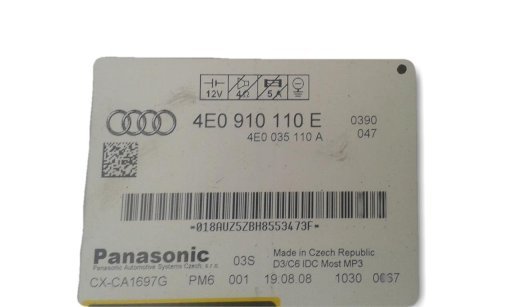 12V 4Ω 5A
4E0 910 110 E 0390
4E0 035 110 A 047
*018AUZ5ZBH8553473F*
Panasonic 03S Made in Czech Republic
Panasonic Automotive Systems Czech, s.r.o. D3/C6 IDC Most MP3
CX-CA1697G PM6 001 19.08.08 1030 0637